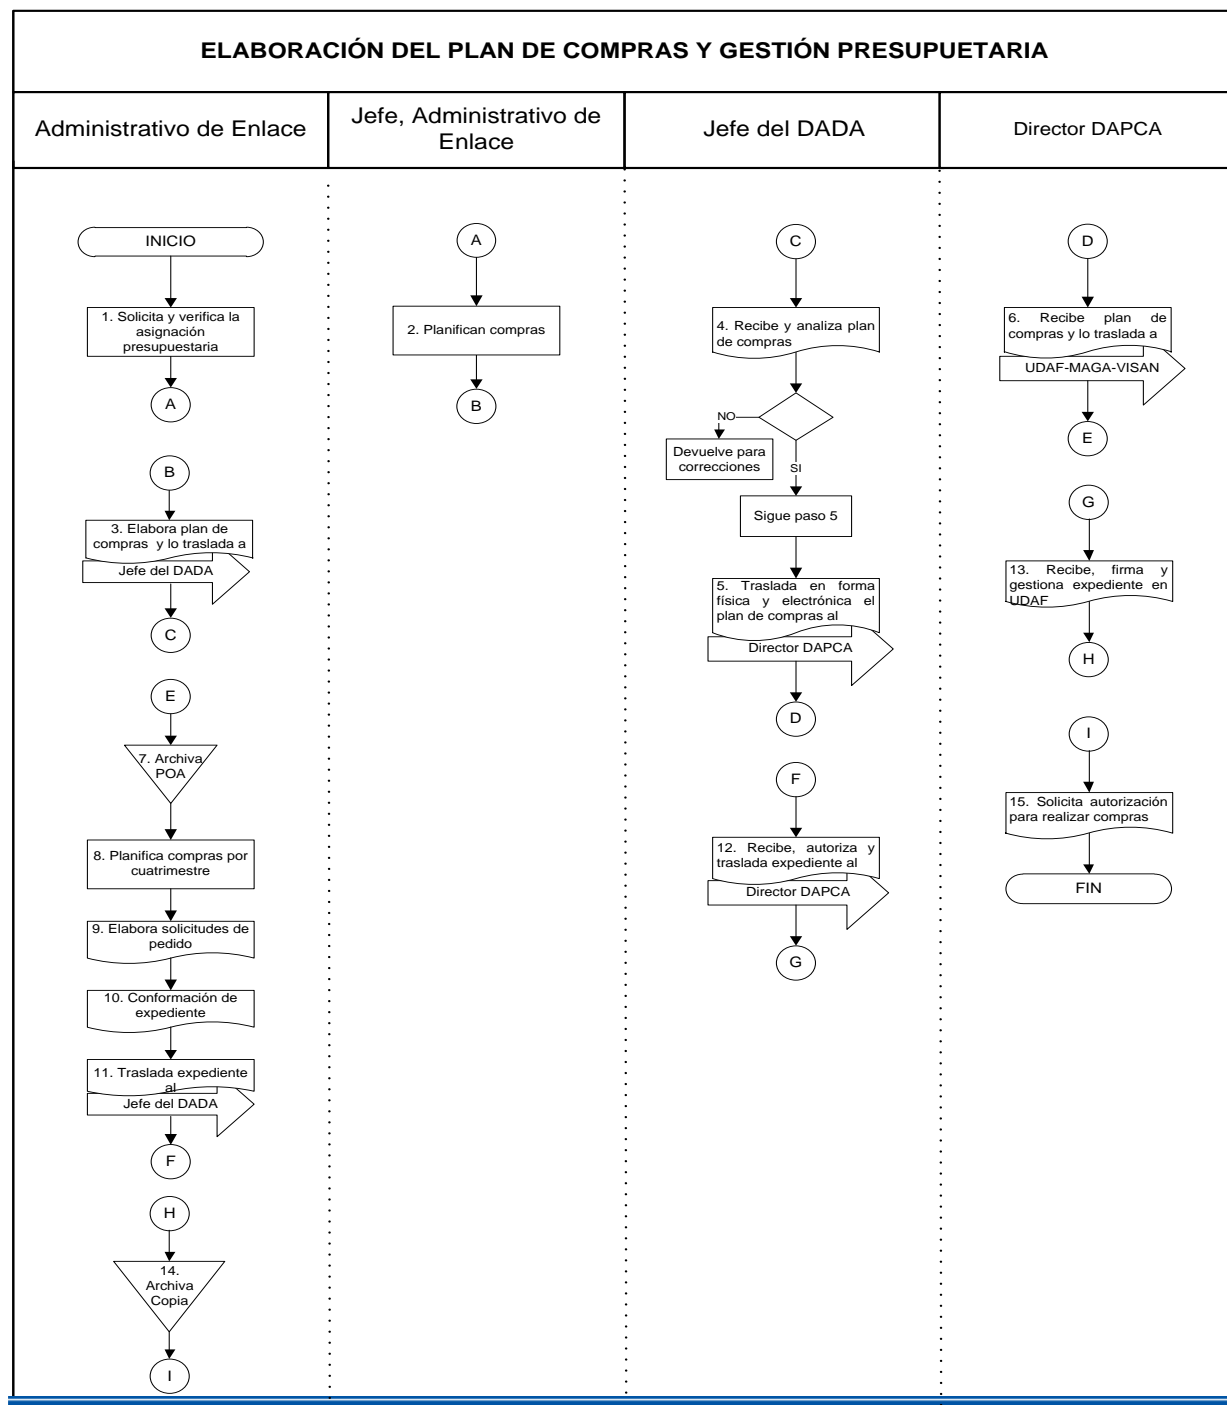 ELABORACIÓN DEL PLAN DE COMPRAS Y GESTIÓN PRESUPUETARIA
Administrativo de Enlace
Jefe, Administrativo de
Enlace
Jefe del DADA
Director DAPCA
INICIO
1. Solicita y verifica la
asignación
presupuestaria
A
B
3. Elabora plan de
compras y lo traslada a
Jefe del DADA
C
E
7. Archiva
POA
8. Planifica compras por
cuatrimestre
9. Elabora solicitudes de
pedido
10. Conformación de
expediente
11. Traslada expediente
al
Jefe del DADA
F
H
14.
Archiva
Copia
I
A
2. Planifican compras
B
C
4. Recibe y analiza plan
de compras
NO
Devuelve para
correcciones
SI
Sigue paso 5
5. Traslada en forma
física y electrónica el
plan de compras al
Director DAPCA
D
F
12. Recibe, autoriza y
traslada expediente al
Director DAPCA
G
D
6. Recibe plan de
compras y lo traslada a
UDAF-MAGA-VISAN
E
G
13. Recibe, firma y
gestiona expediente en
UDAF
H
I
15. Solicita autorización
para realizar compras
FIN